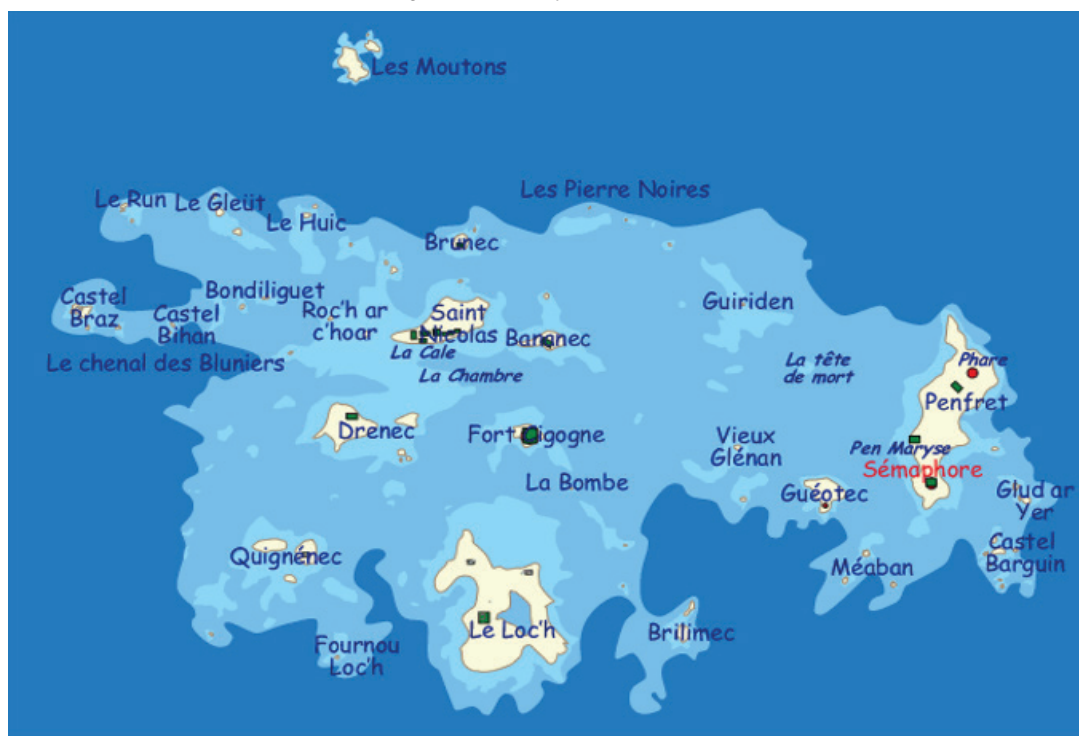 Les Moutons
Les Pierre Noires
Le Run
Le Gleüt
Le Huic
Brunec
Castel
Braz
Castel
Bihan
Bondiliguet
Roc'h ar
c'hoar
Saint
Nicolas
Bananec
Guiriden
Le chenal des Bluniers
La Cale
La Chambre
La tête
de mort
Phare
Penfret
Drenec
Fort Cigogne
Vieux
Glénan
Pen Maryse
Sémaphore
La Bombe
Guéotec
Glud ar
Yer
Quignénec
Méaban
Castel
Barguin
Fournou
Loc'h
Le Loc'h
Brilimec